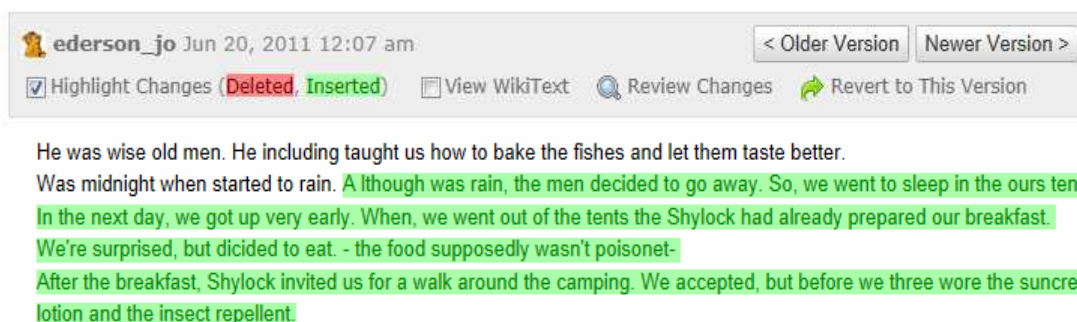 ederson_jo Jun 20, 2011 12:07 am
< Older Version
Newer Version >
Highlight Changes (Deleted, Inserted)
View WikiText
Review Changes
Revert to This Version
He was wise old men. He including taught us how to bake the fishes and let them taste better.
Was midnight when started to rain. A lthough was rain, the men decided to go away. So, we went to sleep in the ours ten
In the next day, we got up very early. When, we went out of the tents the Shylock had already prepared our breakfast.
We're surprised, but dicided to eat. - the food supposedly wasn't poisonet-
After the breakfast, Shylock invited us for a walk around the camping. We accepted, but before we three wore the suncre
lotion and the insect repellent.